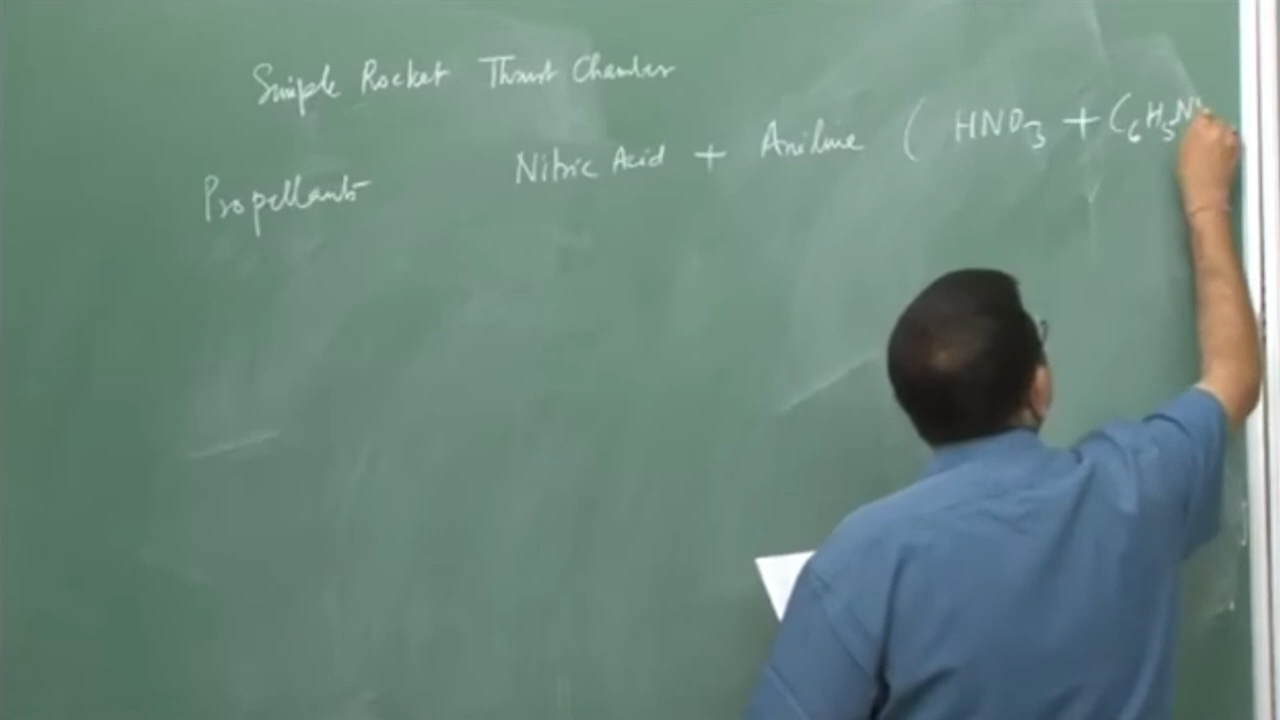 Simple Rocket Thrust Chamber
Propellants Nitric Acid + Aniline ( HNO3 + C6H5N